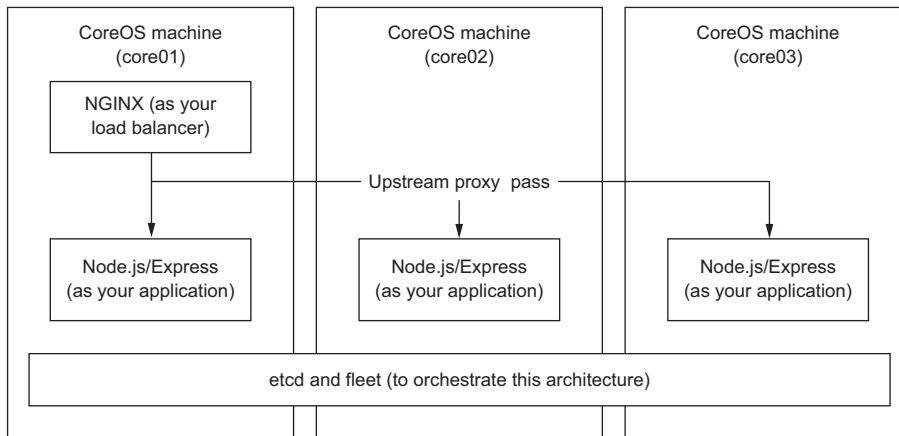 CoreOS machine
(core01)
CoreOS machine
(core02)
CoreOS machine
(core03)
NGINX (as your
load balancer)
Upstream proxy pass
Node.js/Express
(as your application)
Node.js/Express
(as your application)
Node.js/Express
(as your application)
etcd and fleet (to orchestrate this architecture)